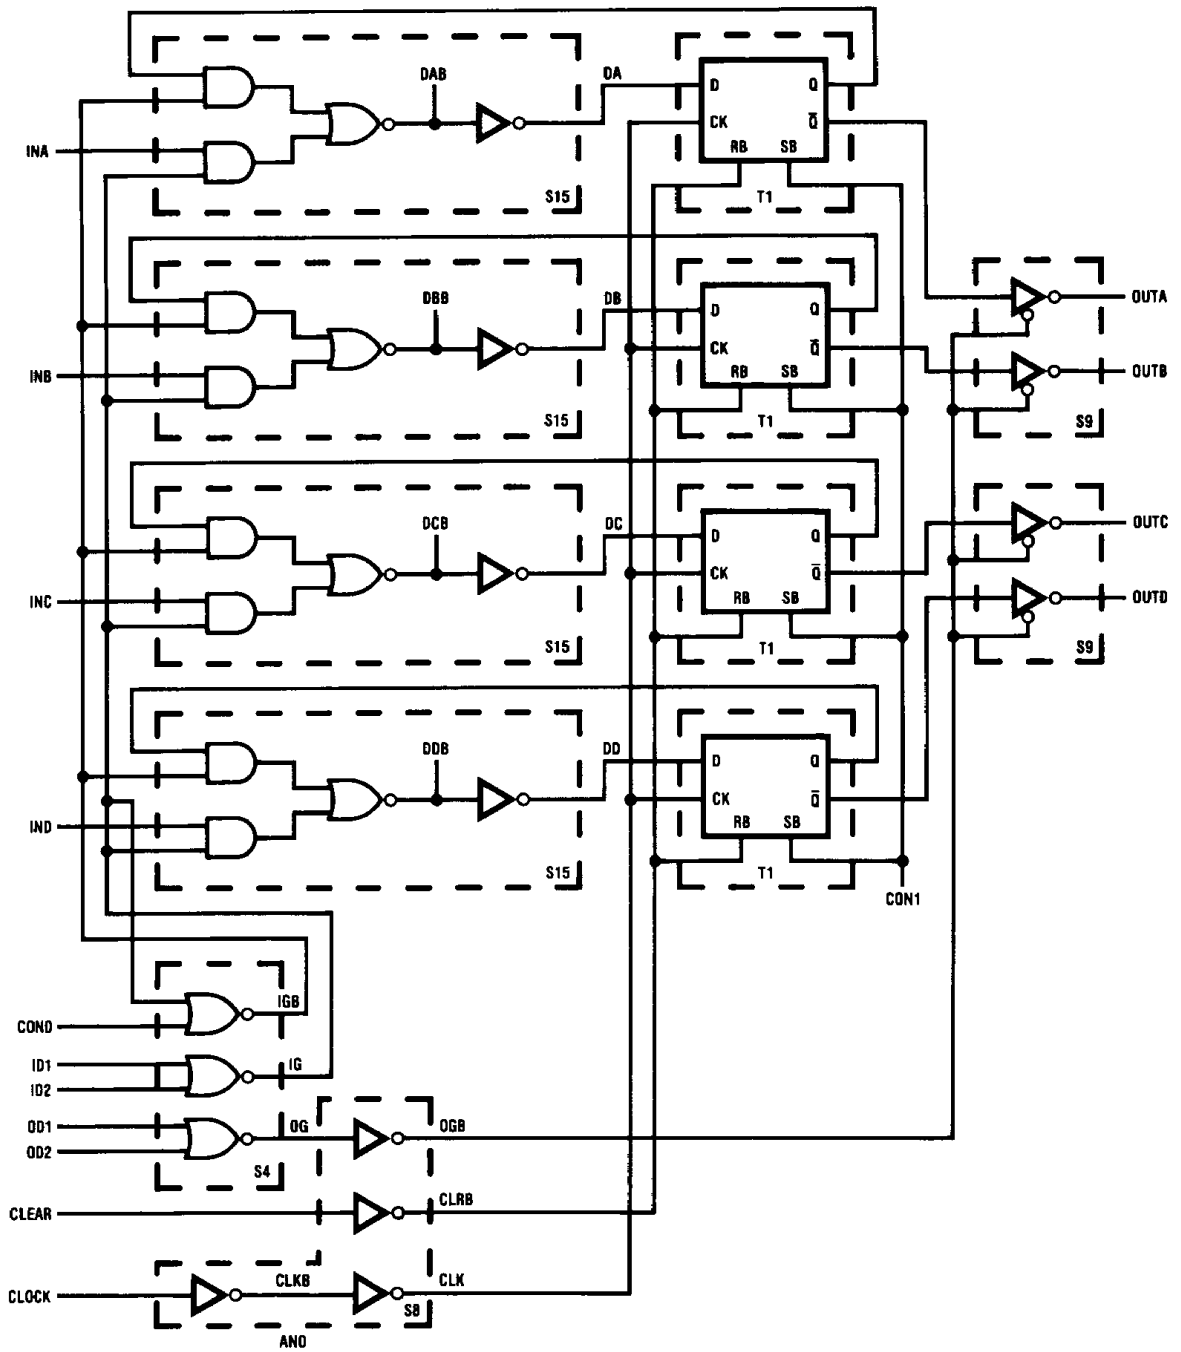 DAB
DA
D
Q
CK
Q̅
RB
SB
INA
S15
T1
DBB
DB
D
Q
CK
Q̅
RB
SB
INB
S15
T1
OUTA
OUTB
S9
DCB
DC
D
Q
CK
Q̅
RB
SB
INC
S15
T1
OUTC
OUTD
S9
DDB
DD
D
Q
CK
Q̅
RB
SB
IND
S15
T1
CON1
IGB
COND
ID1
IG
ID2
OD1
OG
OGB
OD2
S4
CLEAR
CLRB
CLOCK
CLKB
CLK
S8
AN0